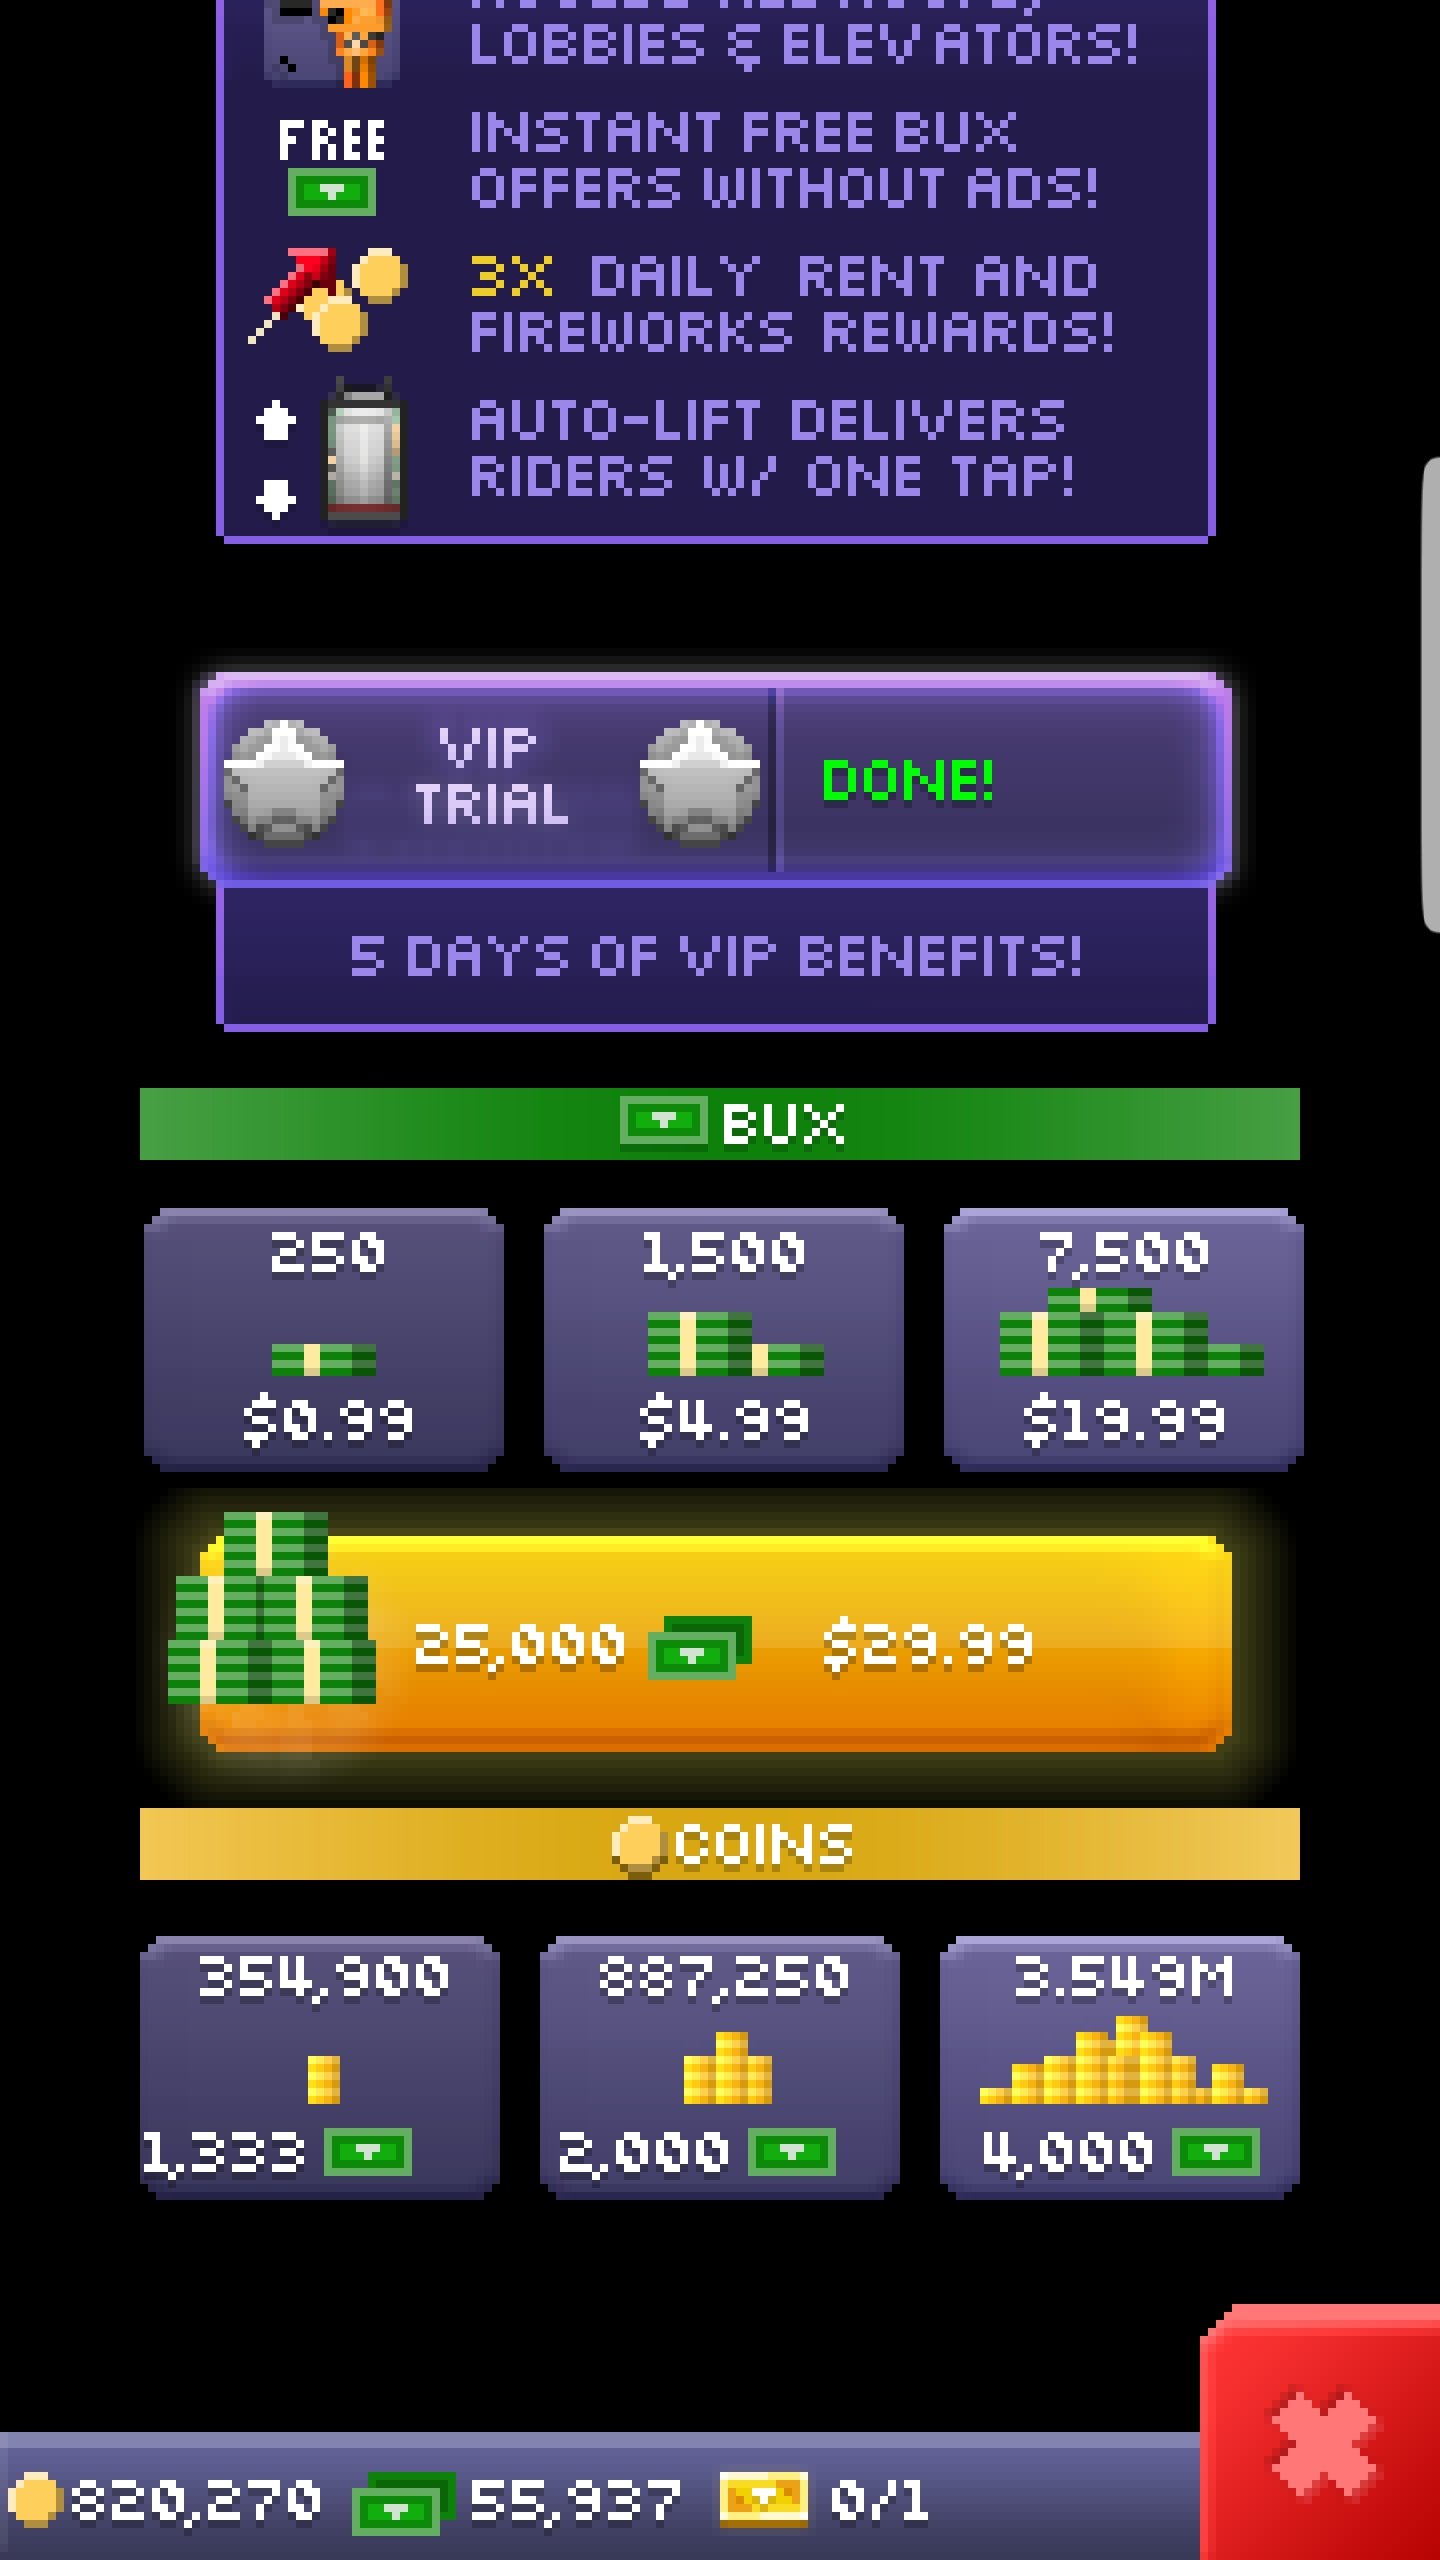 LOBBIES & ELEVATORS!
FREE
INSTANT FREE BUX
OFFERS WITHOUT ADS!
3X DAILY RENT AND
FIREWORKS REWARDS!
AUTO-LIFT DELIVERS
RIDERS W/ ONE TAP!
VIP
TRIAL
DONE!
5 DAYS OF VIP BENEFITS!
BUX
250
$0.99
1,500
$4.99
7,500
$19.99
25,000 $29.99
COINS
354,900
1,333
887,250
2,000
3.549M
4,000
820,270 55,937 0/1